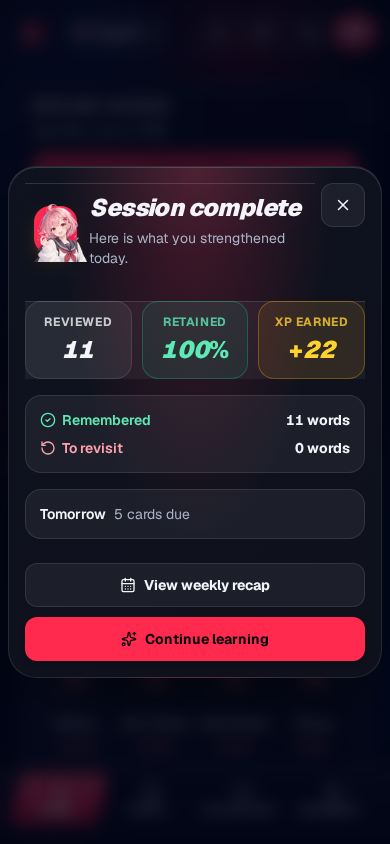 Session complete
Here is what you strengthened
today.
REVIEWED
11
RETAINED
100%
XP EARNED
+22
Remembered 11 words
To revisit 0 words
Tomorrow 5 cards due
View weekly recap
Continue learning